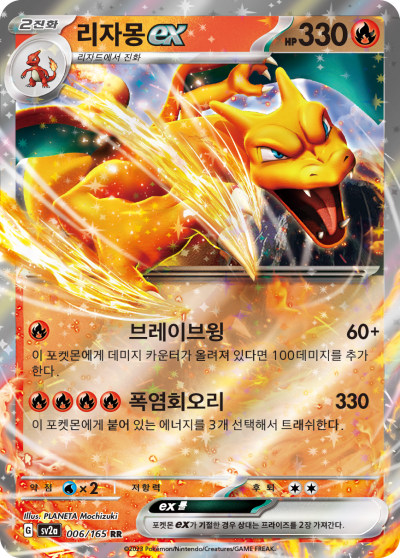 2진화
리자몽ex
HP330
리자드에서 진화
브레이브윙 60+
이 포켓몬에게 데미지 카운터가 올려져 있다면 100데미지를 추가
한다.
폭염회오리 330
이 포켓몬에게 붙어 있는 에너지를 3개 선택해서 트래쉬한다.
약점 ×2 저항력 후퇴
ex룰
포켓몬 ex가 기절한 경우 상대는 프라이즈를 2장 가져간다.
Illus. PLANETA Mochizuki
G sv2a 006/165 RR
©2023 Pokémon/Nintendo/Creatures/GAME FREAK.